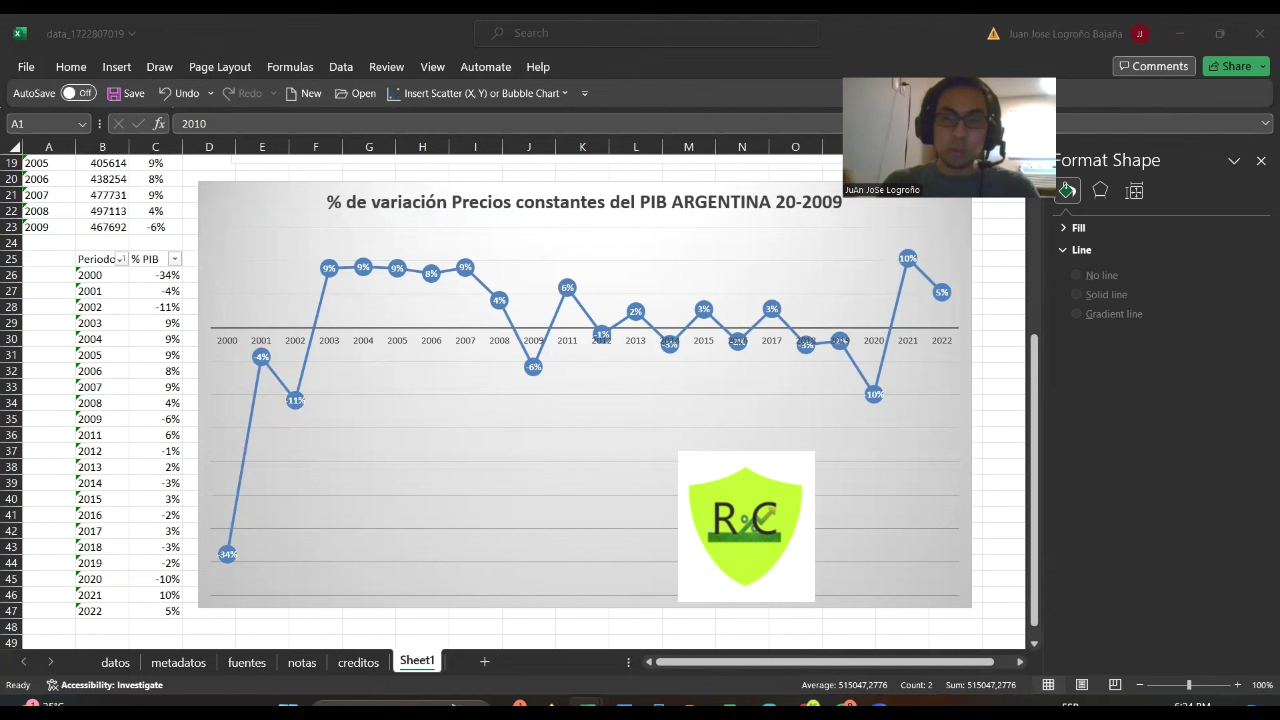 data_1722807019
Search
Juan Jose Logroño Bajaña
JJ
File Home Insert Draw Page Layout Formulas Data Review View Automate Help
Comments
Share
AutoSave Off Save Undo Redo New Open Insert Scatter (X, Y) or Bubble Chart
A1 fx 2010
JuAn JoSe Logroño
Format Shape
Fill
Line
No line
Solid line
Gradient line
A B C D E F G H I J K L M N O
19 2005 405614 9%
20 2006 438254 8%
21 2007 477731 9%
22 2008 497113 4%
23 2009 467692 -6%
24
25 Periodo % PIB
26 2000 -34%
27 2001 -4%
28 2002 -11%
29 2003 9%
30 2004 9%
31 2005 9%
32 2006 8%
33 2007 9%
34 2008 4%
35 2009 -6%
36 2011 6%
37 2012 -1%
38 2013 2%
39 2014 -3%
40 2015 3%
41 2016 -2%
42 2017 3%
43 2018 -3%
44 2019 -2%
45 2020 -10%
46 2021 10%
47 2022 5%
48
49
% de variación Precios constantes del PIB ARGENTINA 20-2009
-34% -4% -11% 9% 9% 9% 8% 9% 4% -6% 6% -1% 2% -3% 3% 3% -3% -10% 10% 5%
2000 2001 2002 2003 2004 2005 2006 2007 2008 2009 2011 2012 2013 2014 2015 2016 2017 2018 2019 2020 2021 2022
R%C
datos metadatos fuentes notas creditos Sheet1
Ready Accessibility: Investigate Average: 515047,2776 Count: 2 Sum: 515047,2776 100%